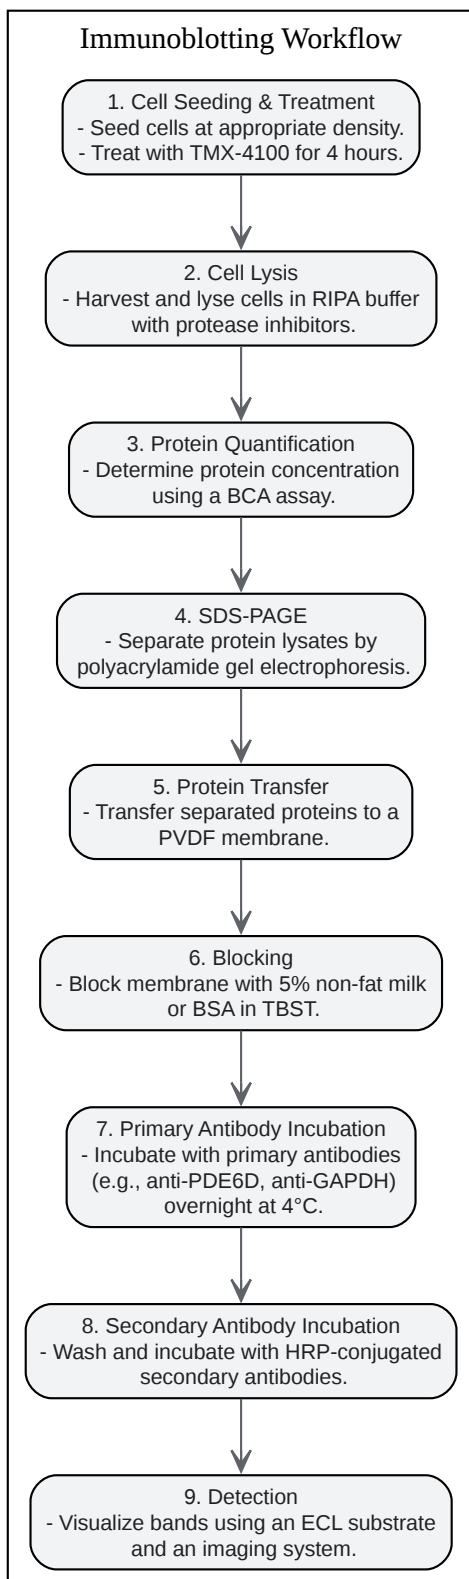 Immunoblotting Workflow
1. Cell Seeding & Treatment
- Seed cells at appropriate density.
- Treat with TMX-4100 for 4 hours.
2. Cell Lysis
- Harvest and lyse cells in RIPA buffer
with protease inhibitors.
3. Protein Quantification
- Determine protein concentration
using a BCA assay.
4. SDS-PAGE
- Separate protein lysates by
polyacrylamide gel electrophoresis.
5. Protein Transfer
- Transfer separated proteins to a
PVDF membrane.
6. Blocking
- Block membrane with 5% non-fat milk
or BSA in TBST.
7. Primary Antibody Incubation
- Incubate with primary antibodies
(e.g., anti-PDE6D, anti-GAPDH)
overnight at 4°C.
8. Secondary Antibody Incubation
- Wash and incubate with HRP-conjugated
secondary antibodies.
9. Detection
- Visualize bands using an ECL substrate
and an imaging system.